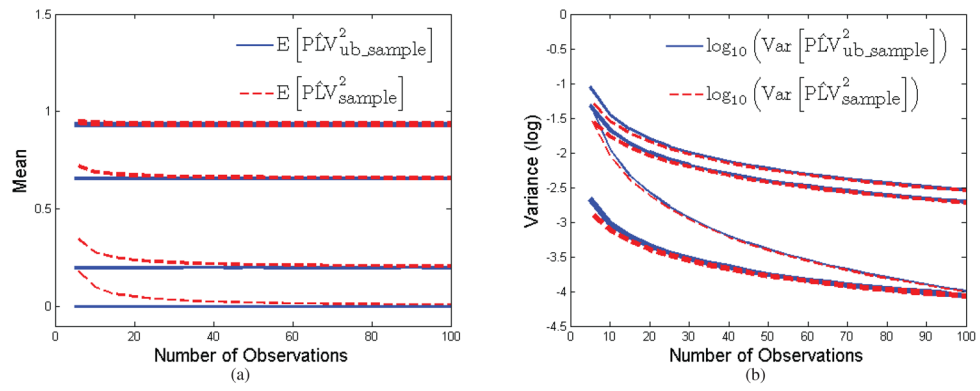 1.5
1
0.5
0
Mean
E [PL̂V²ub_sample]
E [PL̂V²sample]
0 20 40 60 80 100
Number of Observations
(a)
0
-0.5
-1
-1.5
-2
-2.5
-3
-3.5
-4
-4.5
Variance (log)
log10 (Var [PL̂V²ub_sample])
log10 (Var [PL̂V²sample])
0 10 20 30 40 50 60 70 80 90 100
Number of Observations
(b)